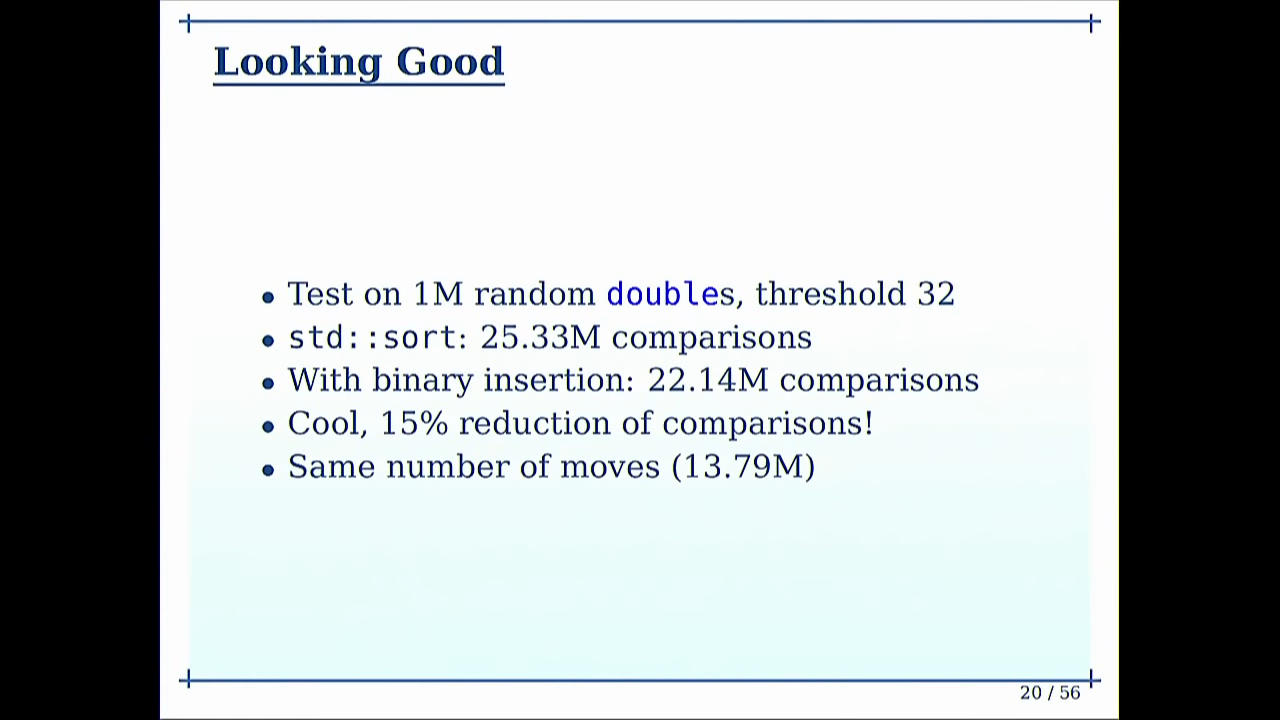 Looking Good
• Test on 1M random doubles, threshold 32
• std::sort: 25.33M comparisons
• With binary insertion: 22.14M comparisons
• Cool, 15% reduction of comparisons!
• Same number of moves (13.79M)
20 / 56